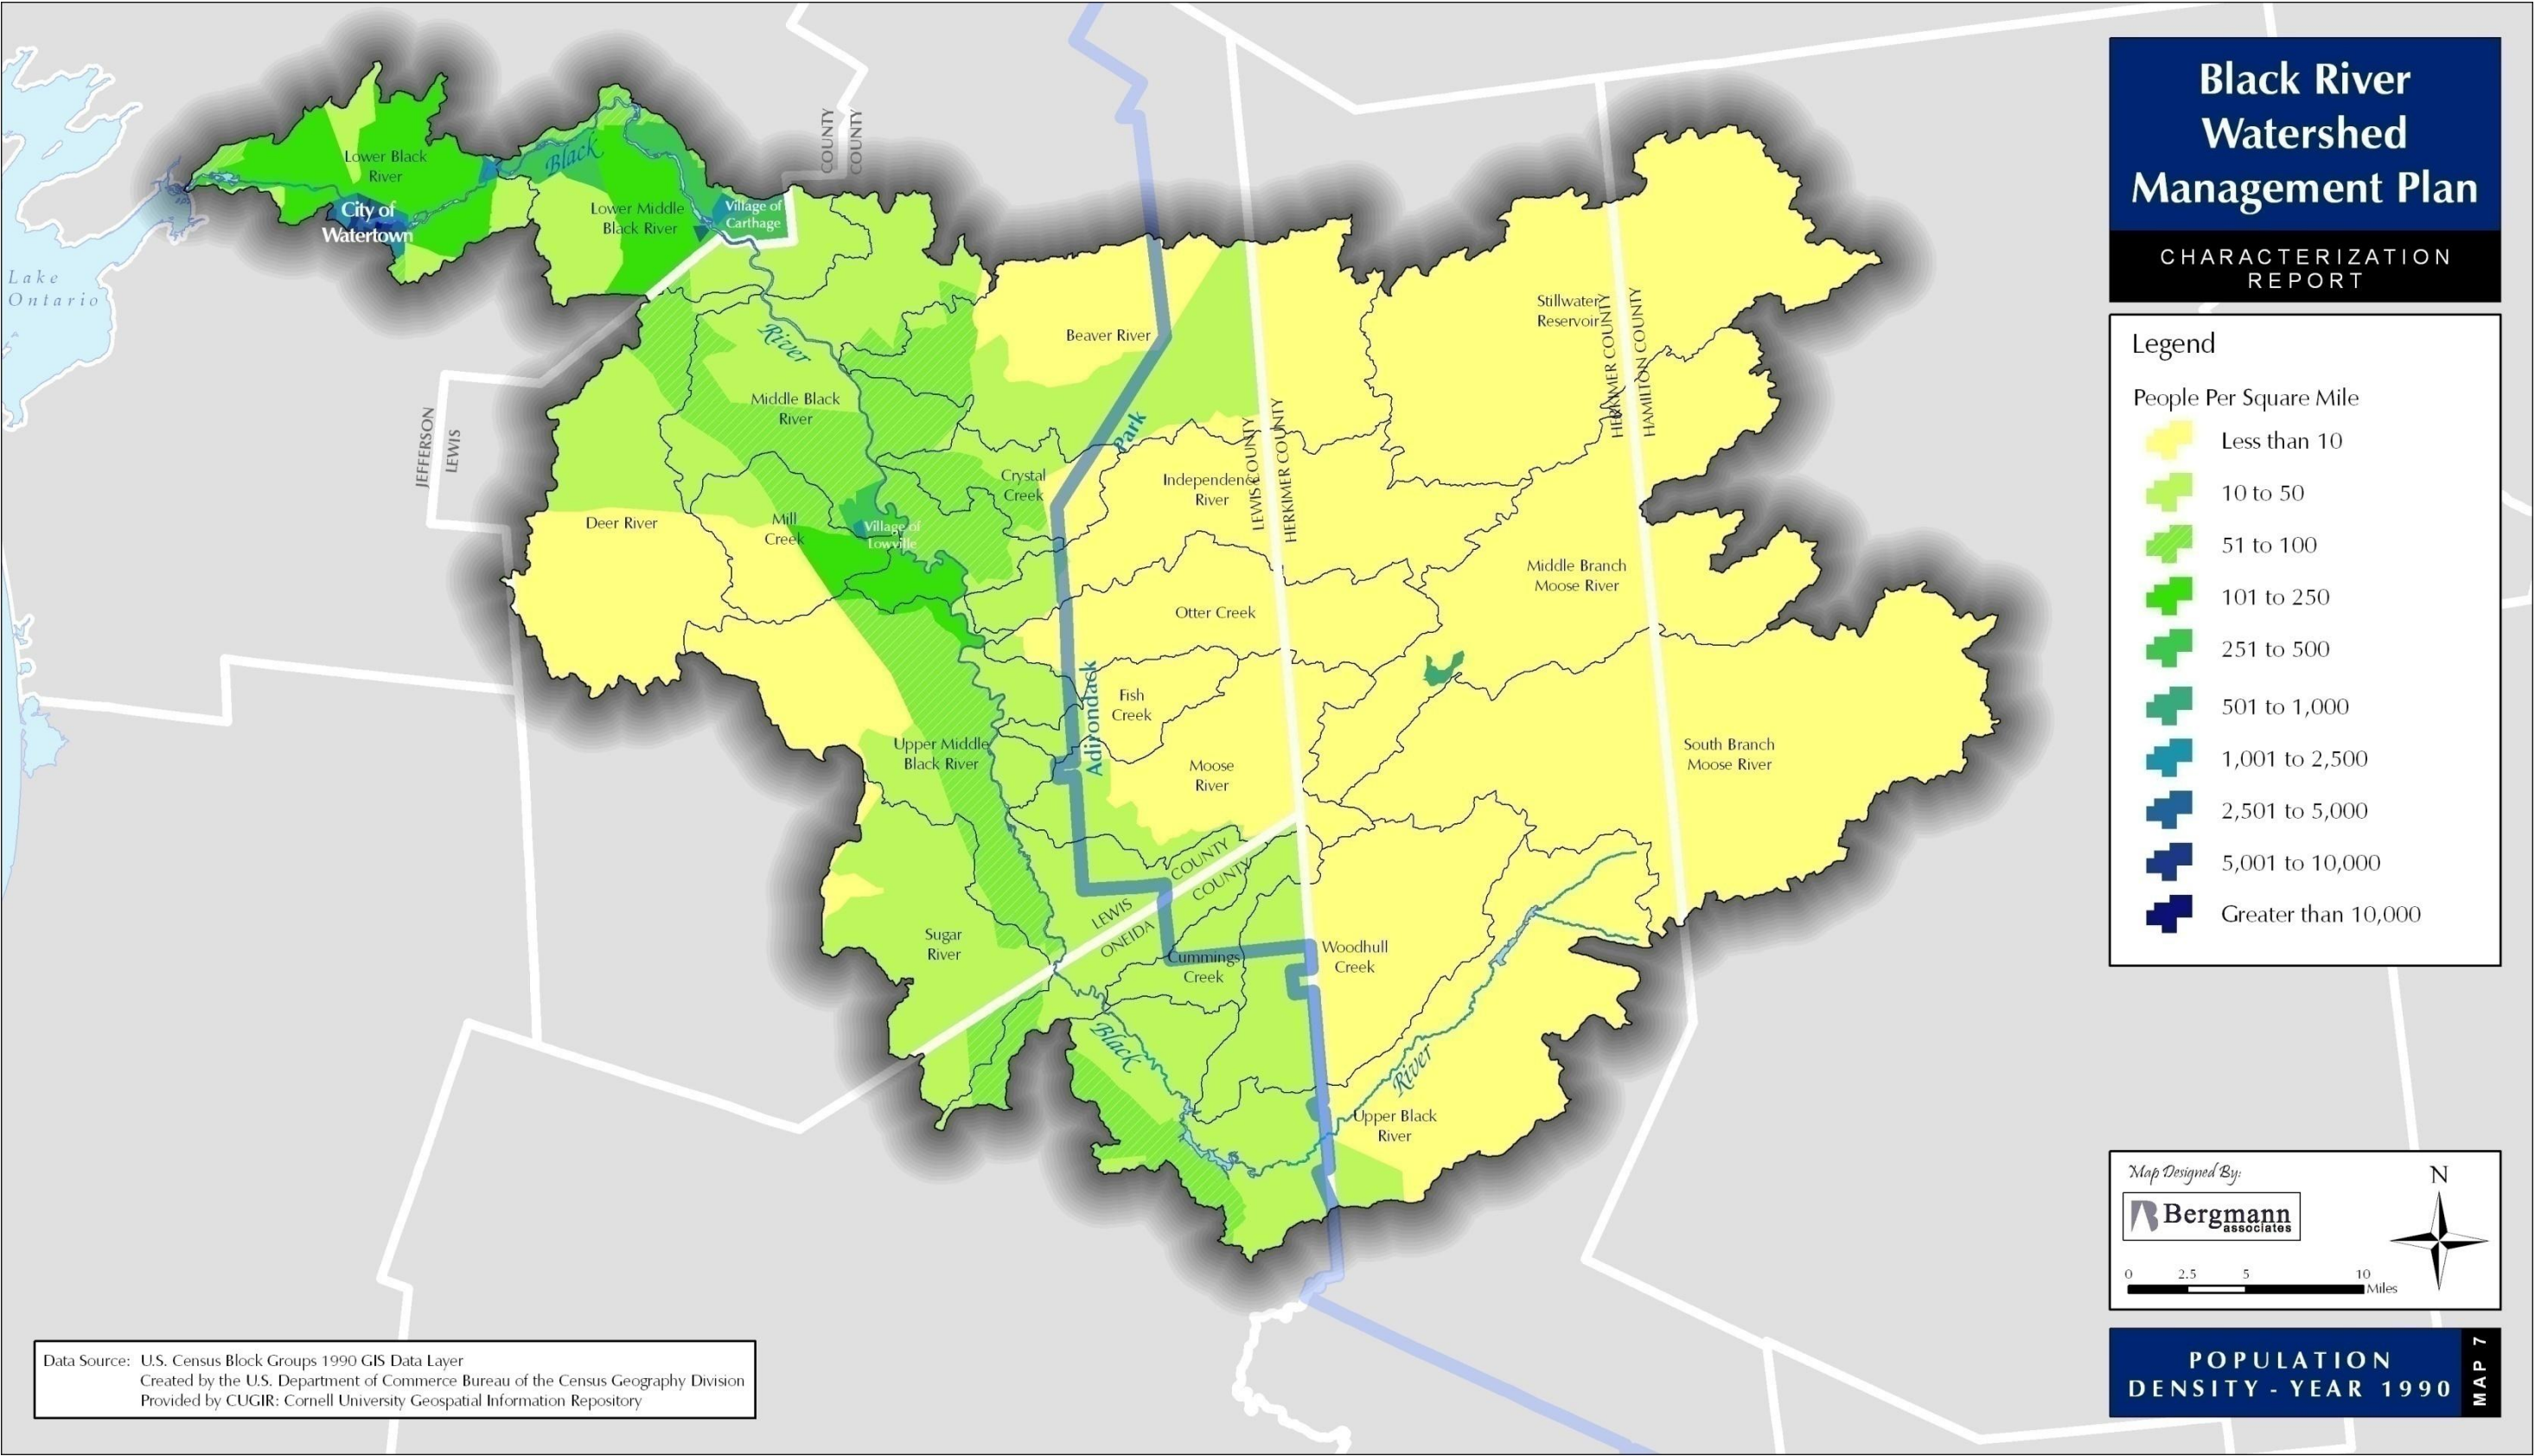 Black River
Watershed
Management Plan
CHARACTERIZATION
REPORT
Legend
People Per Square Mile
Less than 10
10 to 50
51 to 100
101 to 250
251 to 500
501 to 1,000
1,001 to 2,500
2,501 to 5,000
5,001 to 10,000
Greater than 10,000
Map Designed By:
N
Bergmann
associates
0 2.5 5 10
Miles
POPULATION
DENSITY - YEAR 1990
MAP 7
Lake
Ontario
Lower Black
River
City of
Watertown
Black
Lower Middle
Black River
Village of
Carthage
COUNTY
COUNTY
JEFFERSON
LEWIS
River
Beaver River
Stillwater
Reservoir
HERKIMER COUNTY
HAMILTON COUNTY
Middle Black
River
Park
Crystal
Creek
Independence
River
LEWIS COUNTY
HERKIMER COUNTY
Deer River
Mill
Creek
Village of
Lowville
Middle Branch
Moose River
Otter Creek
Adirondask
Fish
Creek
Upper Middle
Black River
Moose
River
South Branch
Moose River
COUNTY
COUNTY
LEWIS
ONEIDA
Sugar
River
Cummings
Creek
Woodhull
Creek
Black
River
Upper Black
River
Data Source: U.S. Census Block Groups 1990 GIS Data Layer
Created by the U.S. Department of Commerce Bureau of the Census Geography Division
Provided by CUGIR: Cornell University Geospatial Information Repository